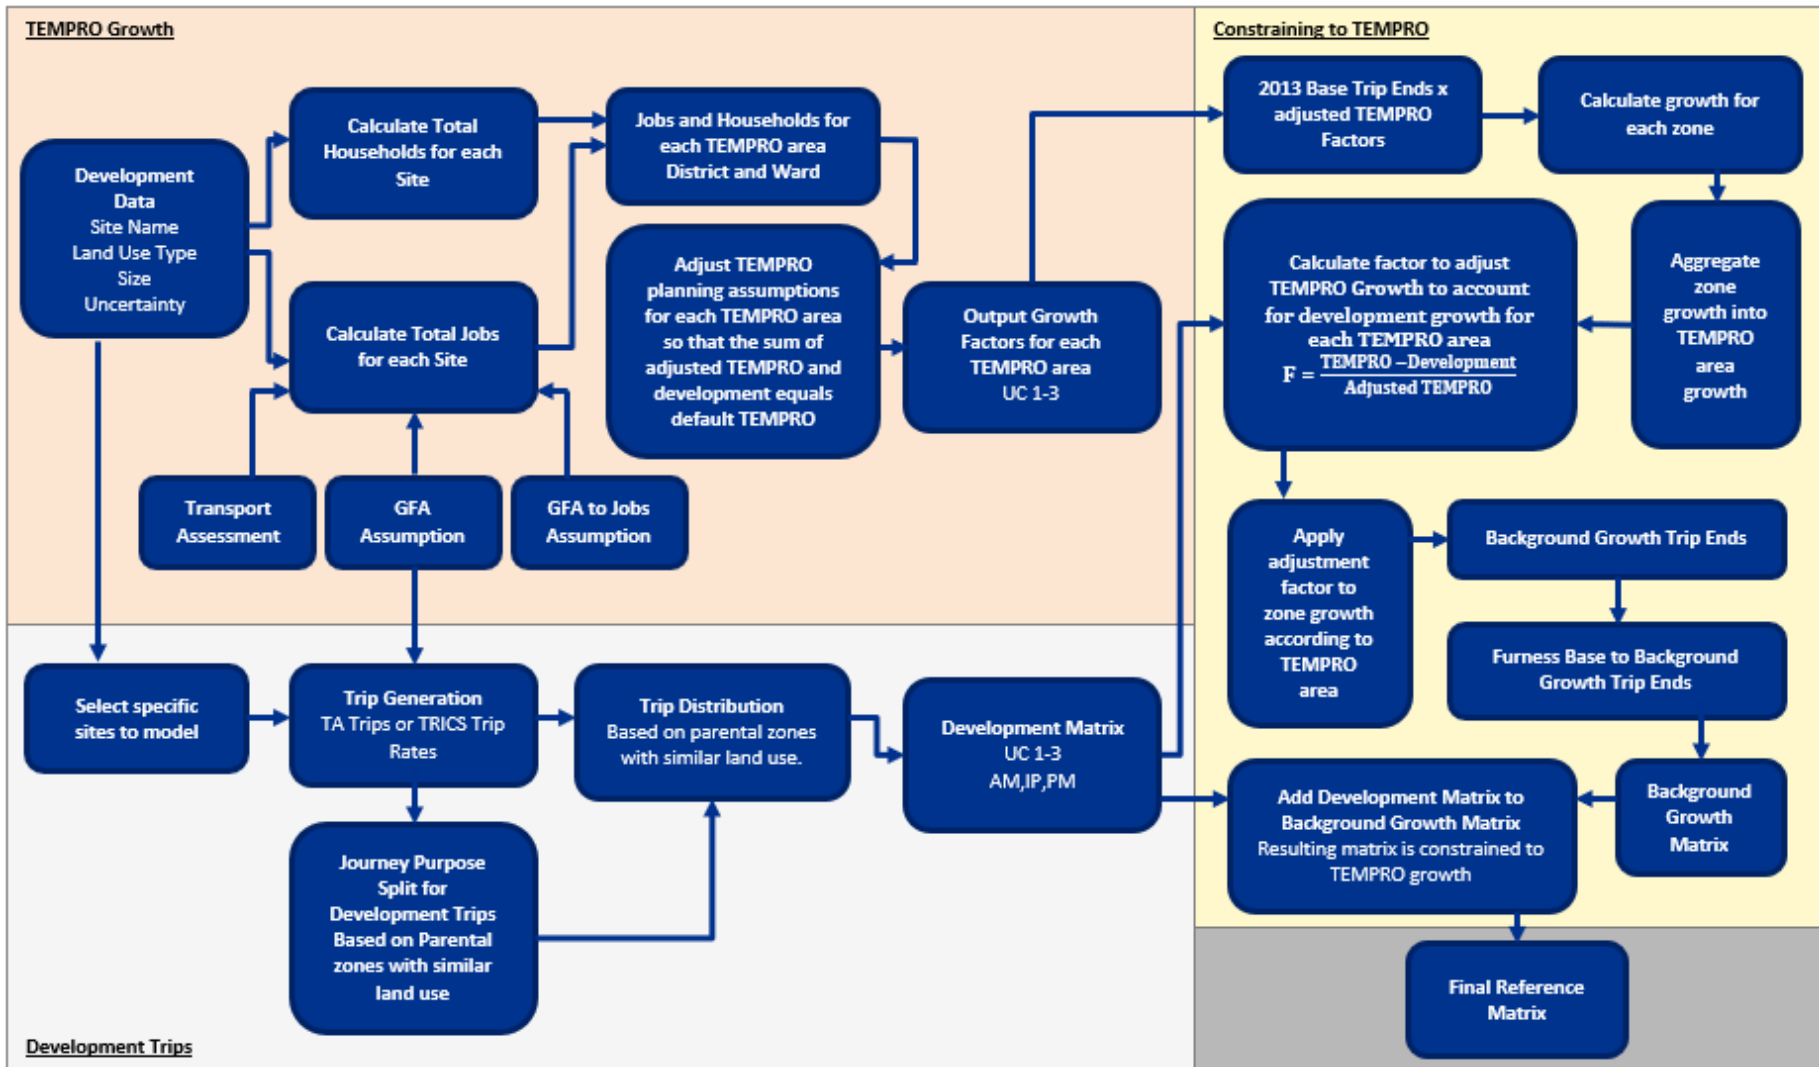 TEMPRO Growth
Development
Data
Site Name
Land Use Type
Size
Uncertainty
Calculate Total
Households for each
Site
Calculate Total Jobs
for each Site
Jobs and Households for
each TEMPRO area
District and Ward
Adjust TEMPRO
planning assumptions
for each TEMPRO area
so that the sum of
adjusted TEMPRO and
development equals
default TEMPRO
Output Growth
Factors for each
TEMPRO area
UC 1-3
Transport
Assessment
GFA
Assumption
GFA to Jobs
Assumption
Select specific
sites to model
Trip Generation
TA Trips or TRICS Trip
Rates
Journey Purpose
Split for
Development Trips
Based on Parental
zones with similar
land use
Trip Distribution
Based on parental zones
with similar land use.
Development Matrix
UC 1-3
AM,IP,PM
Development Trips
Constraining to TEMPRO
2013 Base Trip Ends x
adjusted TEMPRO
Factors
Calculate growth for
each zone
Aggregate
zone
growth into
TEMPRO
area
growth
Calculate factor to adjust
TEMPRO Growth to account
for development growth for
each TEMPRO area
F = TEMPRO −Development
Adjusted TEMPRO
Apply
adjustment
factor to
zone growth
according to
TEMPRO
area
Background Growth Trip Ends
Furness Base to Background
Growth Trip Ends
Background
Growth
Matrix
Add Development Matrix to
Background Growth Matrix
Resulting matrix is constrained to
TEMPRO growth
Final Reference
Matrix